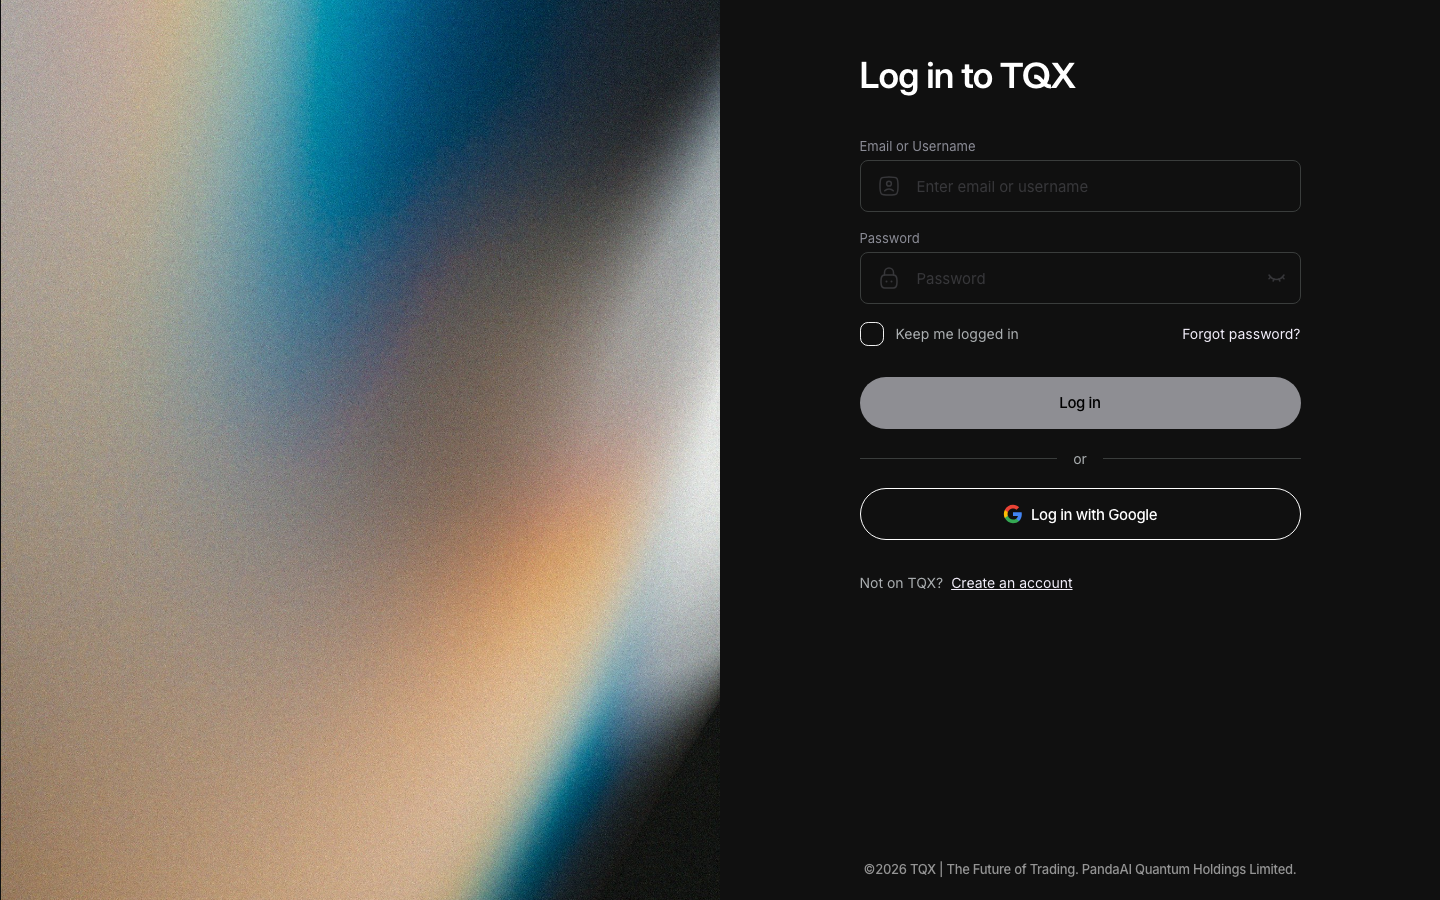 Log in to TQX
Email or Username
Enter email or username
Password
Password
Keep me logged in
Forgot password?
Log in
or
Log in with Google
Not on TQX? Create an account
©2026 TQX | The Future of Trading. PandaAI Quantum Holdings Limited.